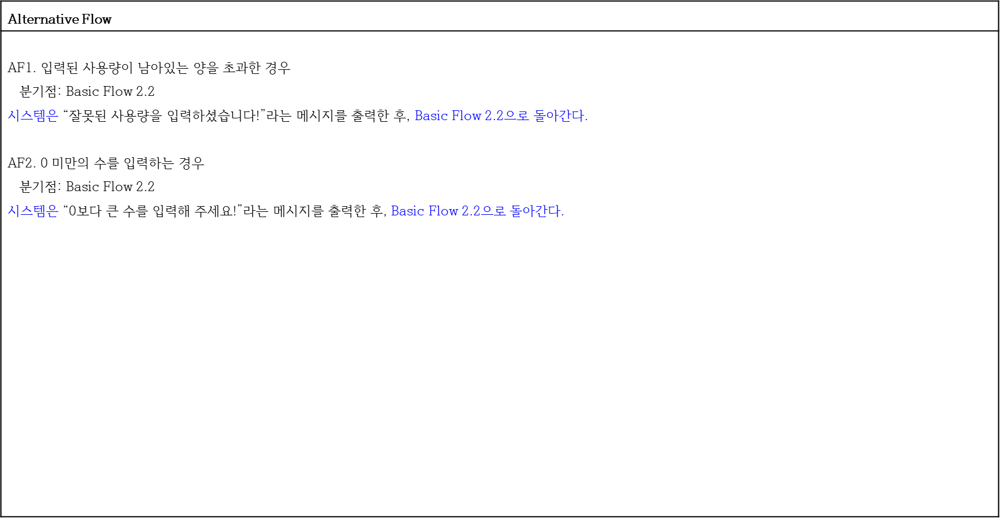 Alternative Flow
AF1. 입력된 사용량이 남아있는 양을 초과한 경우
분기점: Basic Flow 2.2
시스템은 “잘못된 사용량을 입력하셨습니다!”라는 메시지를 출력한 후, Basic Flow 2.2으로 돌아간다.
AF2. 0 미만의 수를 입력하는 경우
분기점: Basic Flow 2.2
시스템은 “0보다 큰 수를 입력해 주세요!”라는 메시지를 출력한 후, Basic Flow 2.2으로 돌아간다.